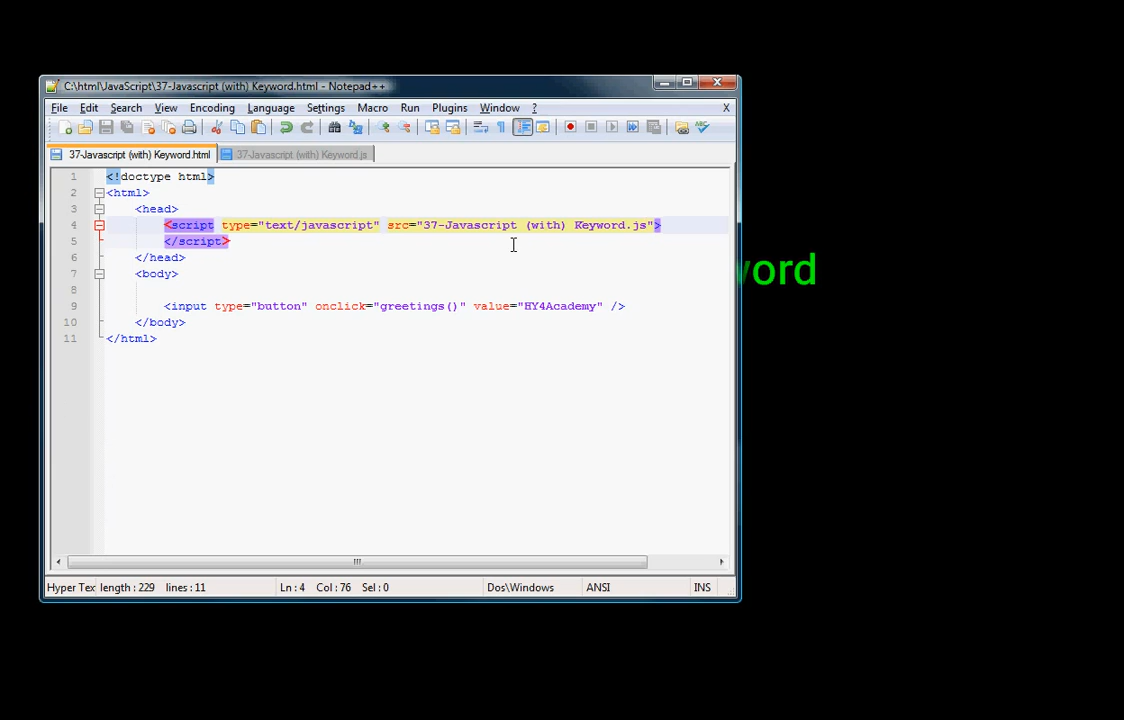 C:\html\JavaScript\37-Javascript (with) Keyword.html - Notepad++
File Edit Search View Encoding Language Settings Macro Run Plugins Window ? X
37-Javascript (with) Keyword.html 37-Javascript (with) Keyword.js
1 <!doctype html>
2 <html>
3 <head>
4 <script type="text/javascript" src="37-Javascript (with) Keyword.js">
5 </script>
6 </head>
7 <body>
8
9 <input type="button" onclick="greetings()" value="HY4Academy" />
10 </body>
11 </html>
word
Hyper Tex length : 229 lines : 11 Ln : 4 Col : 76 Sel : 0 Dos\Windows ANSI INS